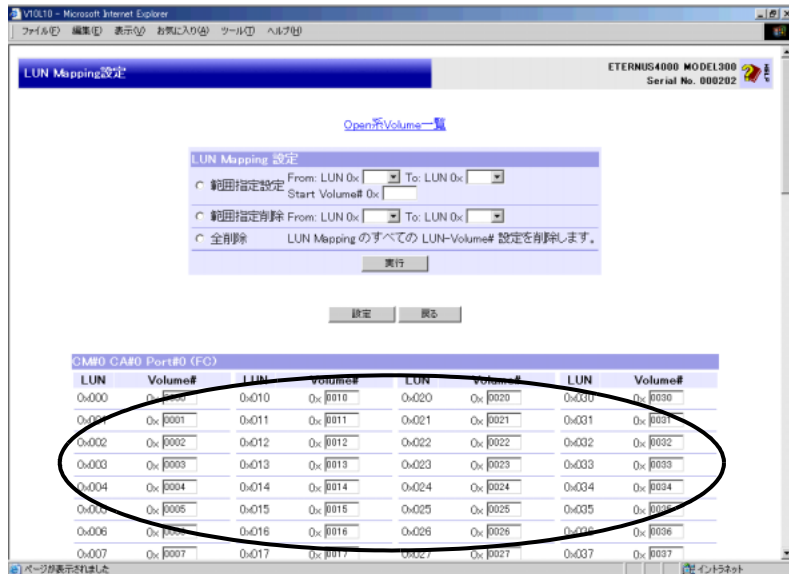 V10L10 - Microsoft Internet Explorer
ファイル(F) 編集(E) 表示(V) お気に入り(A) ツール(T) ヘルプ(H)
LUN Mapping設定
ETERNUS4000 MODEL300
Serial No. 000202
Open系Volume一覧
LUN Mapping 設定
範囲指定設定 From: LUN 0x To: LUN 0x
Start Volume# 0x
範囲指定削除 From: LUN 0x To: LUN 0x
全削除 LUN Mapping のすべての LUN-Volume# 設定を削除します。
実行
設定 戻る
CM#0 CA#0 Port#0 (FC)
LUN Volume# LUN Volume# LUN Volume# LUN Volume#
0x000 0x 0000 0x010 0x 0010 0x020 0x 0020 0x030 0x 0030
0x001 0x 0001 0x011 0x 0011 0x021 0x 0021 0x031 0x 0031
0x002 0x 0002 0x012 0x 0012 0x022 0x 0022 0x032 0x 0032
0x003 0x 0003 0x013 0x 0013 0x023 0x 0023 0x033 0x 0033
0x004 0x 0004 0x014 0x 0014 0x024 0x 0024 0x034 0x 0034
0x005 0x 0005 0x015 0x 0015 0x025 0x 0025 0x035 0x 0035
0x006 0x 0006 0x016 0x 0016 0x026 0x 0026 0x036 0x 0036
0x007 0x 0007 0x017 0x 0017 0x027 0x 0027 0x037 0x 0037
ページが表示されました イントラネット